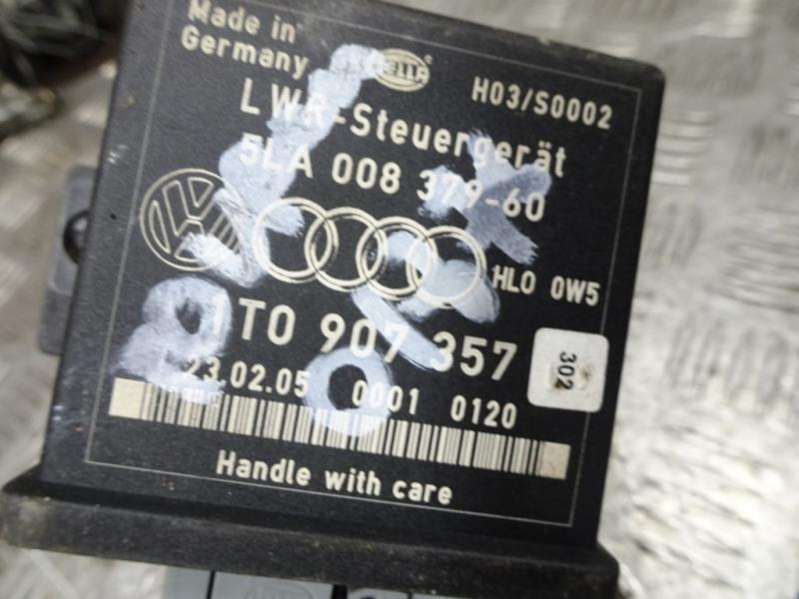 Made in
Germany
HELLA H03/S0002
LWR-Steuergerät
5LA 008 379-60
HL0 0W5
1T0 907 357
302
23.02.05 0001 0120
Handle with care